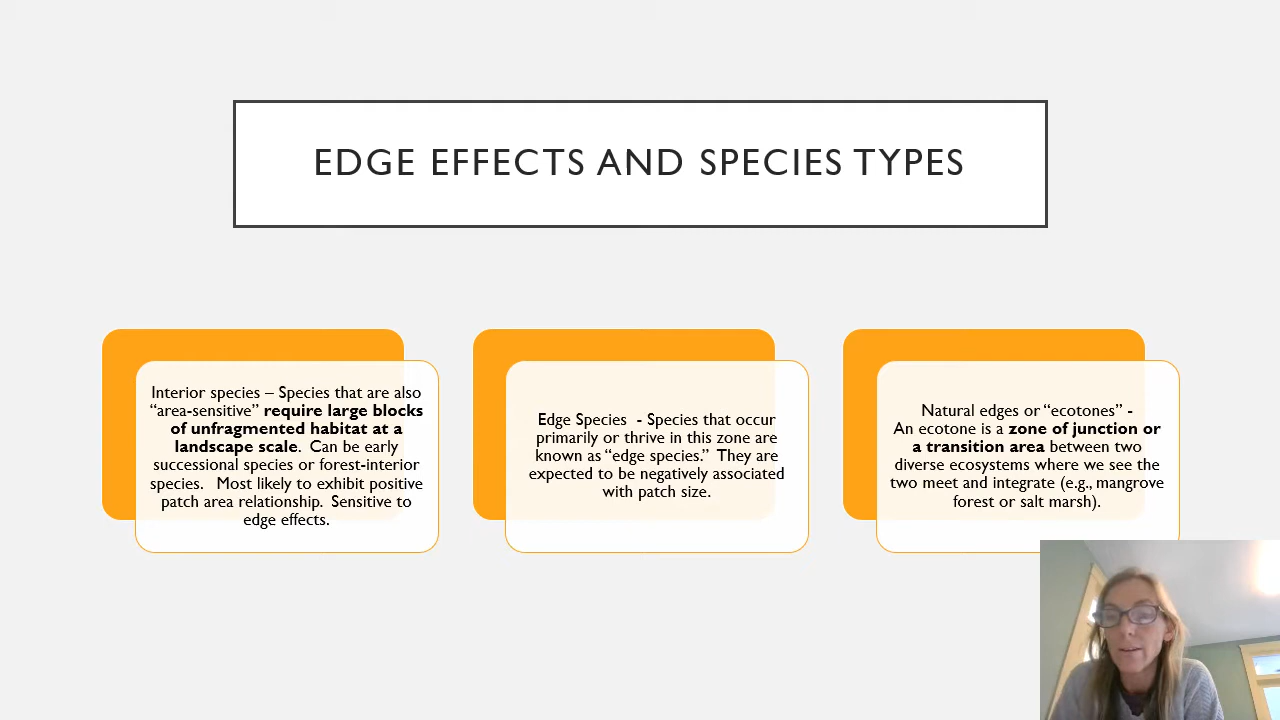 EDGE EFFECTS AND SPECIES TYPES
Interior species – Species that are also
“area-sensitive” require large blocks
of unfragmented habitat at a
landscape scale. Can be early
successional species or forest-interior
species. Most likely to exhibit positive
patch area relationship. Sensitive to
edge effects.
Edge Species - Species that occur
primarily or thrive in this zone are
known as “edge species.” They are
expected to be negatively associated
with patch size.
Natural edges or “ecotones” -
An ecotone is a zone of junction or
a transition area between two
diverse ecosystems where we see the
two meet and integrate (e.g., mangrove
forest or salt marsh).